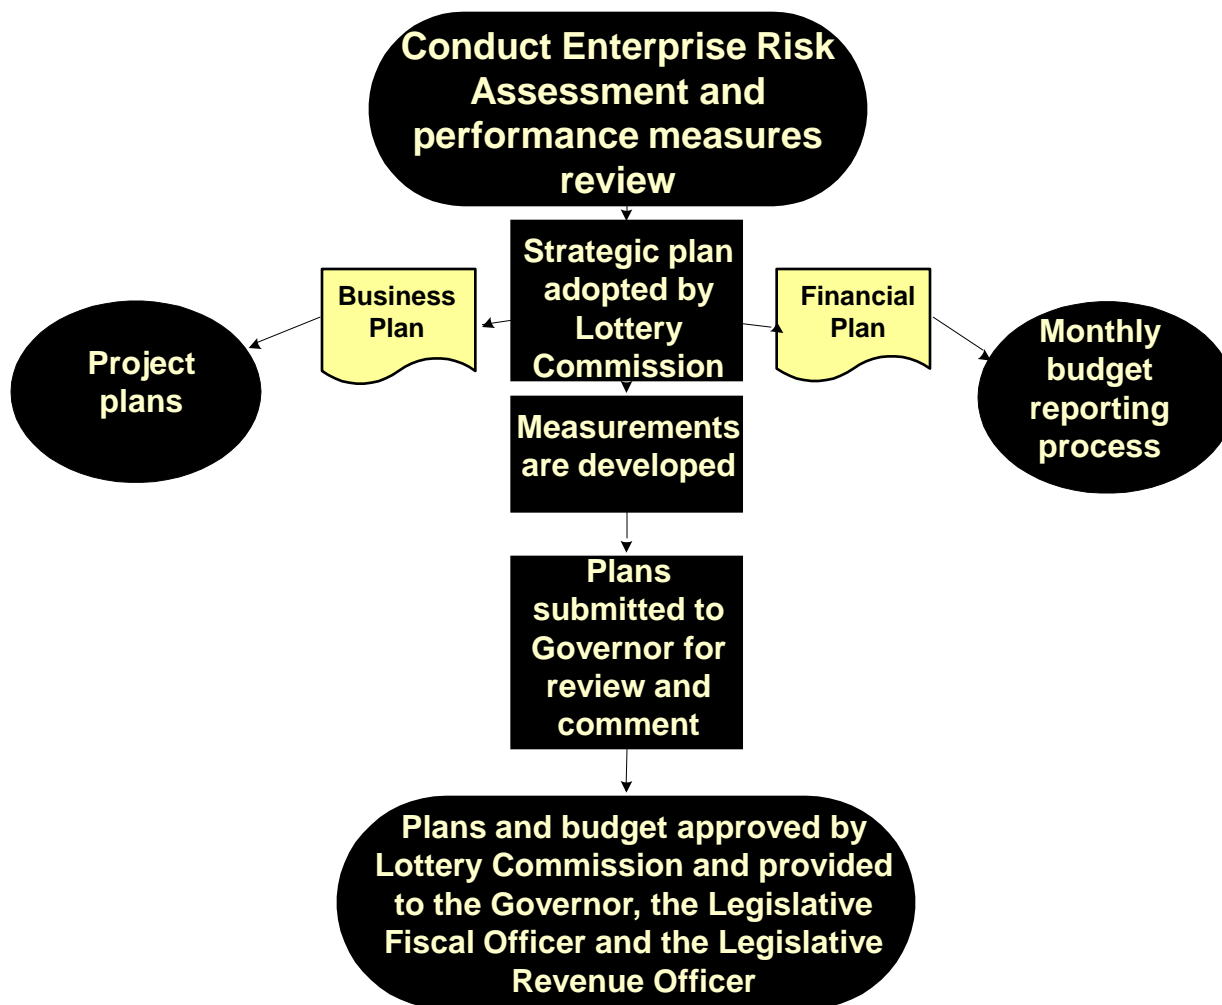 Conduct Enterprise Risk
Assessment and
performance measures
review
Strategic plan
adopted by
Lottery
Commission
Business
Plan
Financial
Plan
Project
plans
Monthly
budget
reporting
process
Measurements
are developed
Plans
submitted to
Governor for
review and
comment
Plans and budget approved by
Lottery Commission and provided
to the Governor, the Legislative
Fiscal Officer and the Legislative
Revenue Officer